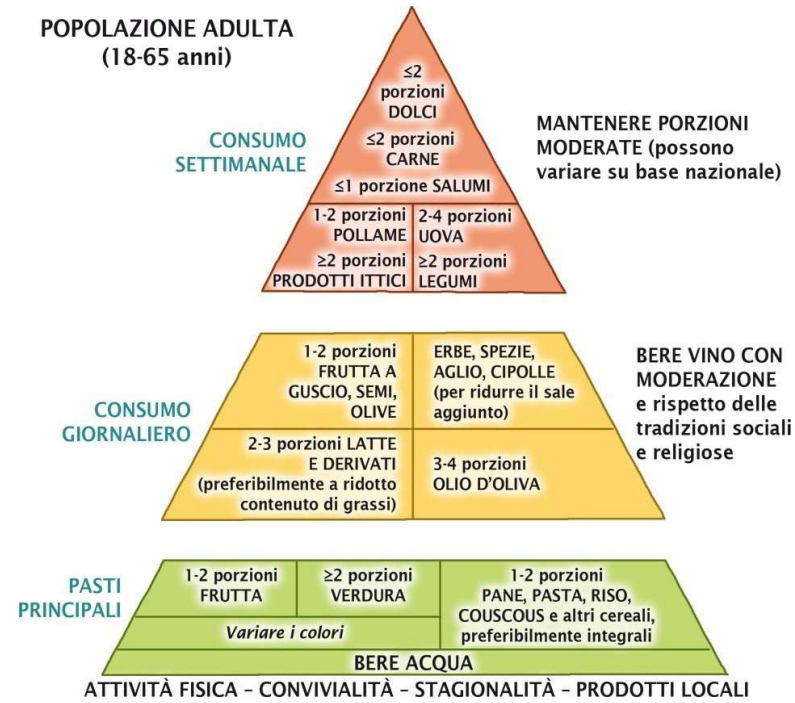 POPOLAZIONE ADULTA
(18-65 anni)
≤2
porzioni
DOLCI
≤2 porzioni
CARNE
≤1 porzione SALUMI
CONSUMO
SETTIMANALE
MANTENERE PORZIONI
MODERATE (possono
variare su base nazionale)
1-2 porzioni
POLLAME
2-4 porzioni
UOVA
≥2 porzioni
PRODOTTI ITTICI
≥2 porzioni
LEGUMI
CONSUMO
GIORNALIERO
1-2 porzioni
FRUTTA A
GUSCIO, SEMI,
OLIVE
ERBE, SPEZIE,
AGLIO, CIPOLLE
(per ridurre il sale
aggiunto)
BERE VINO CON
MODERAZIONE
e rispetto delle
tradizioni sociali
e religiose
2-3 porzioni LATTE
E DERIVATI
(preferibilmente a ridotto
contenuto di grassi)
3-4 porzioni
OLIO D'OLIVA
PASTI
PRINCIPALI
1-2 porzioni
FRUTTA
≥2 porzioni
VERDURA
1-2 porzioni
PANE, PASTA, RISO,
COUSCOUS e altri cereali,
preferibilmente integrali
Variare i colori
BERE ACQUA
ATTIVITÀ FISICA – CONVIVIALITÀ – STAGIONALITÀ – PRODOTTI LOCALI